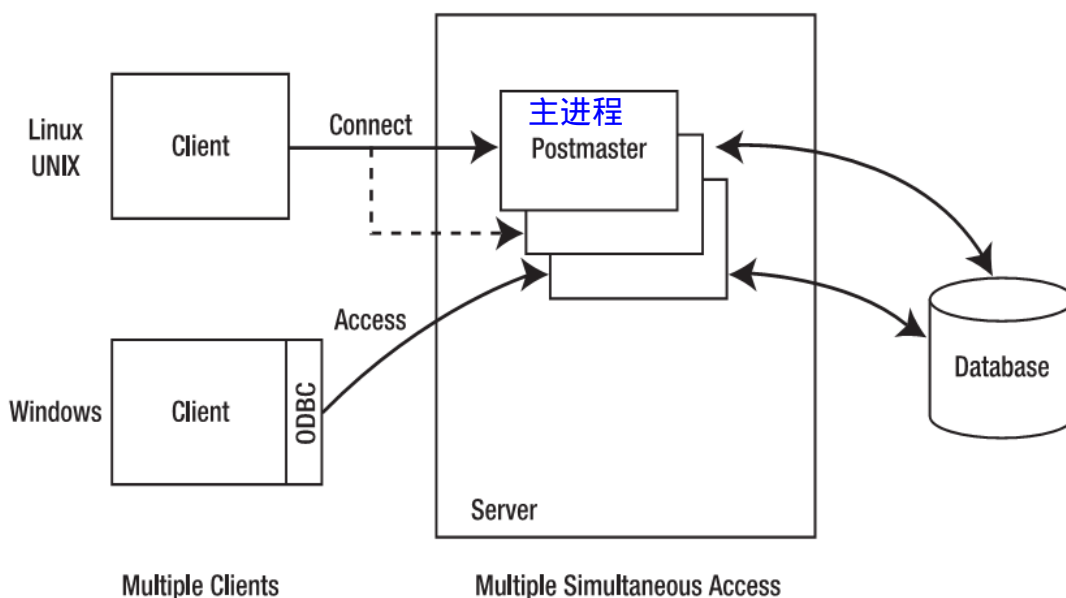 Linux
UNIX
Client
Connect
主进程
Postmaster
Access
Windows
Client
ODBC
Database
Server
Multiple Clients
Multiple Simultaneous Access